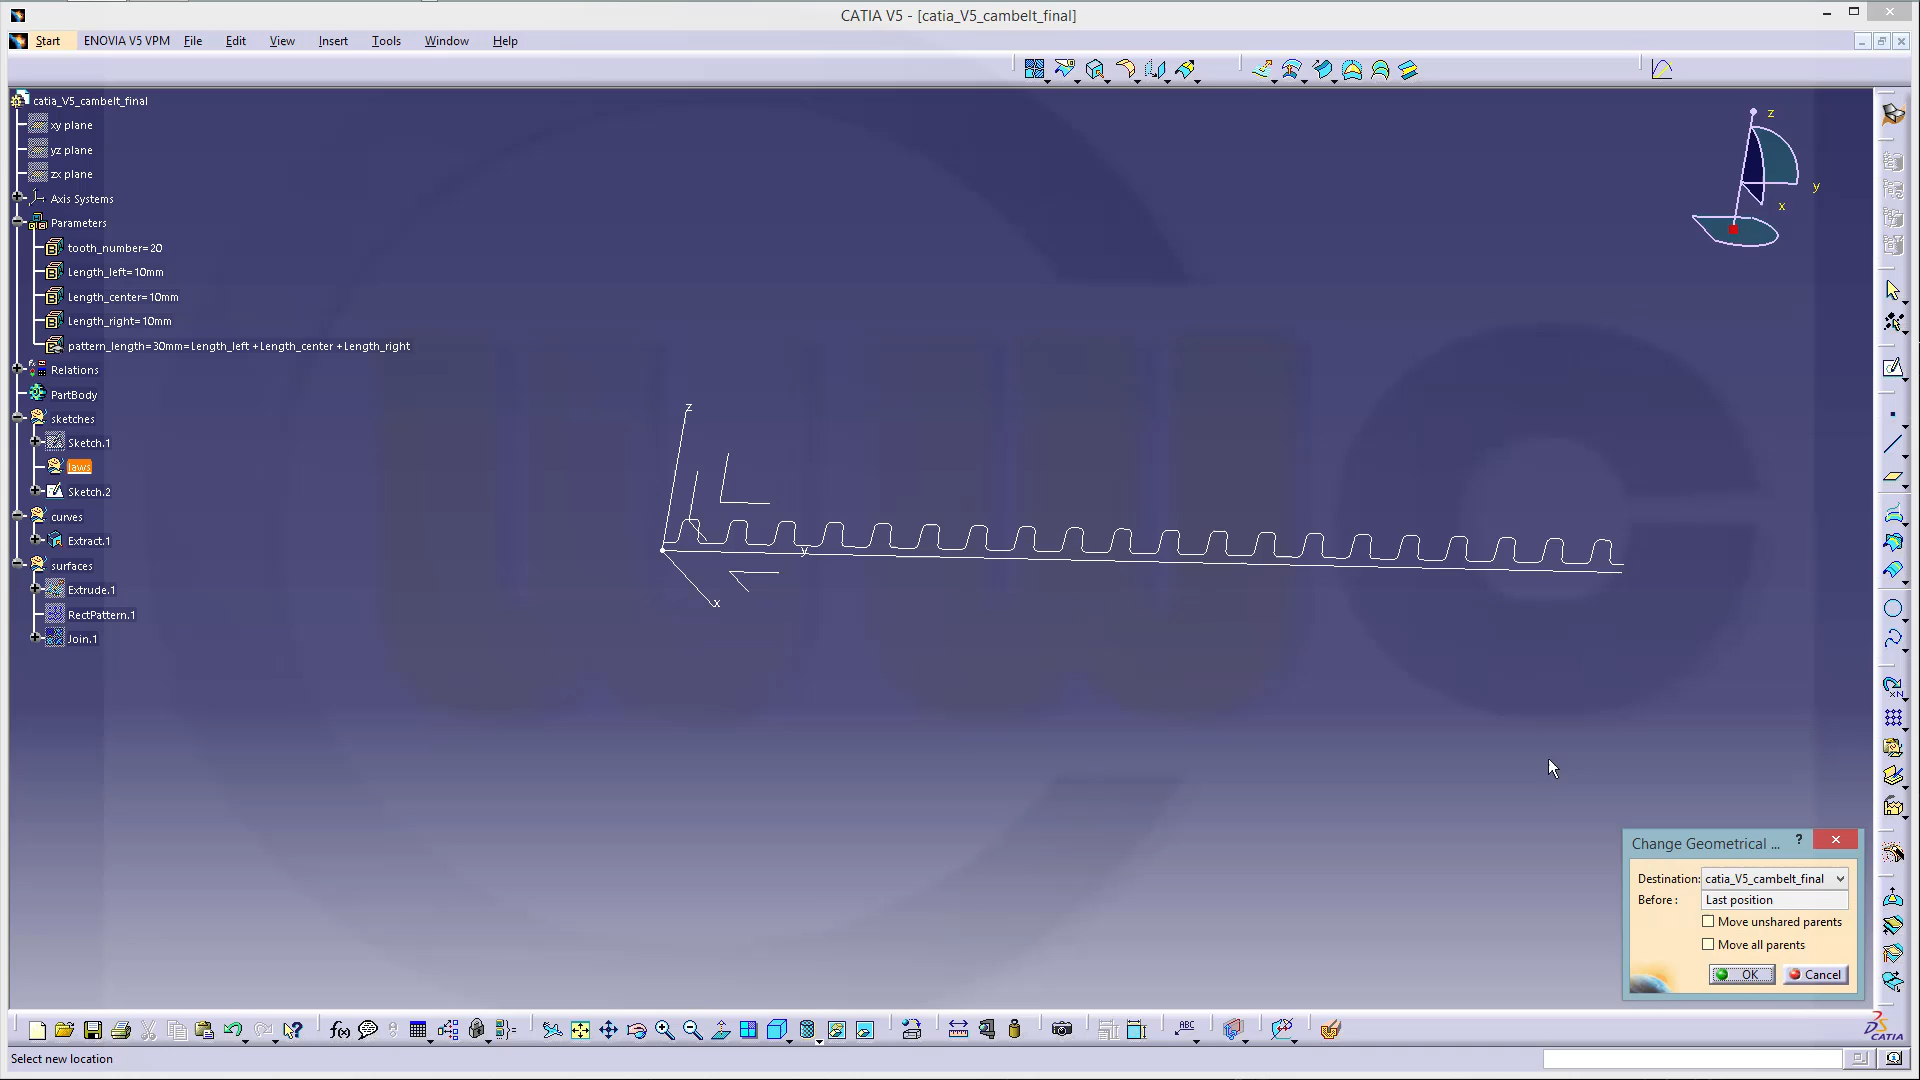 CATIA V5 - [catia_V5_cambelt_final]
Start ENOVIA V5 VPM File Edit View Insert Tools Window Help
catia_V5_cambelt_final
xy plane
yz plane
zx plane
Axis Systems
Parameters
tooth_number=20
Length_left=10mm
Length_center=10mm
Length_right=10mm
pattern_length=30mm=Length_left +Length_center +Length_right
Relations
PartBody
sketches
Sketch.1
laws
Sketch.2
curves
Extract.1
surfaces
Extrude.1
RectPattern.1
Join.1
z
y
x
z
y
x
Change Geometrical ... ?
Destination: catia_V5_cambelt_final
Before : Last position
Move unshared parents
Move all parents
OK Cancel
f(x)
ABC
CATIA
Select new location